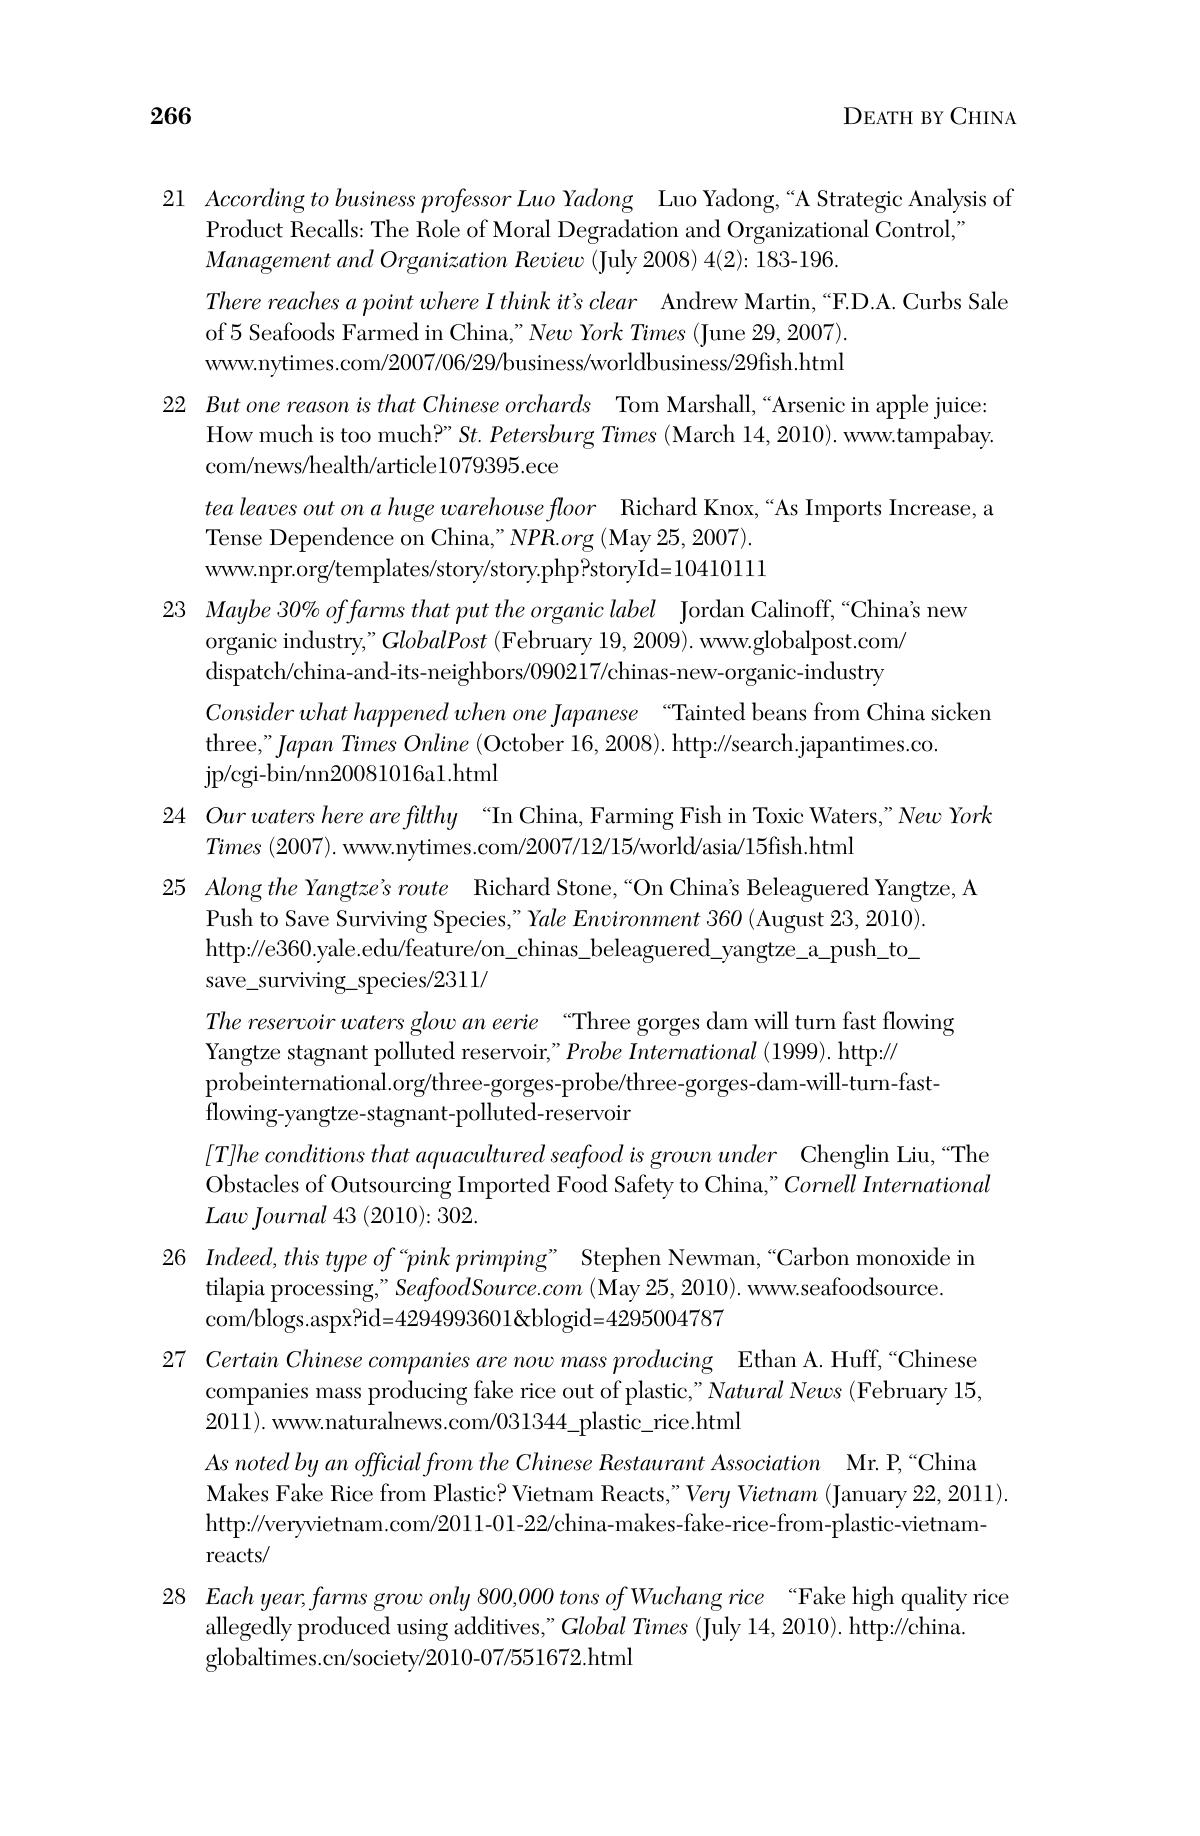 266 DEATH BY CHINA
21 According to business professor Luo Yadong Luo Yadong, “A Strategic Analysis of
Product Recalls: The Role of Moral Degradation and Organizational Control,”
Management and Organization Review (July 2008) 4(2): 183-196.
There reaches a point where I think it’s clear Andrew Martin, “F.D.A. Curbs Sale
of 5 Seafoods Farmed in China,” New York Times (June 29, 2007).
www.nytimes.com/2007/06/29/business/worldbusiness/29fish.html
22 But one reason is that Chinese orchards Tom Marshall, “Arsenic in apple juice:
How much is too much?” St. Petersburg Times (March 14, 2010). www.tampabay.
com/news/health/article1079395.ece
tea leaves out on a huge warehouse floor Richard Knox, “As Imports Increase, a
Tense Dependence on China,” NPR.org (May 25, 2007).
www.npr.org/templates/story/story.php?storyId=10410111
23 Maybe 30% of farms that put the organic label Jordan Calinoff, “China’s new
organic industry,” GlobalPost (February 19, 2009). www.globalpost.com/
dispatch/china-and-its-neighbors/090217/chinas-new-organic-industry
Consider what happened when one Japanese “Tainted beans from China sicken
three,” Japan Times Online (October 16, 2008). http://search.japantimes.co.
jp/cgi-bin/nn20081016a1.html
24 Our waters here are filthy “In China, Farming Fish in Toxic Waters,” New York
Times (2007). www.nytimes.com/2007/12/15/world/asia/15fish.html
25 Along the Yangtze’s route Richard Stone, “On China’s Beleaguered Yangtze, A
Push to Save Surviving Species,” Yale Environment 360 (August 23, 2010).
http://e360.yale.edu/feature/on_chinas_beleaguered_yangtze_a_push_to_
save_surviving_species/2311/
The reservoir waters glow an eerie “Three gorges dam will turn fast flowing
Yangtze stagnant polluted reservoir,” Probe International (1999). http://
probeinternational.org/three-gorges-probe/three-gorges-dam-will-turn-fast-
flowing-yangtze-stagnant-polluted-reservoir
[T]he conditions that aquacultured seafood is grown under Chenglin Liu, “The
Obstacles of Outsourcing Imported Food Safety to China,” Cornell International
Law Journal 43 (2010): 302.
26 Indeed, this type of “pink primping” Stephen Newman, “Carbon monoxide in
tilapia processing,” SeafoodSource.com (May 25, 2010). www.seafoodsource.
com/blogs.aspx?id=4294993601&blogid=4295004787
27 Certain Chinese companies are now mass producing Ethan A. Huff, “Chinese
companies mass producing fake rice out of plastic,” Natural News (February 15,
2011). www.naturalnews.com/031344_plastic_rice.html
As noted by an official from the Chinese Restaurant Association Mr. P, “China
Makes Fake Rice from Plastic? Vietnam Reacts,” Very Vietnam (January 22, 2011).
http://veryvietnam.com/2011-01-22/china-makes-fake-rice-from-plastic-vietnam-
reacts/
28 Each year, farms grow only 800,000 tons of Wuchang rice “Fake high quality rice
allegedly produced using additives,” Global Times (July 14, 2010). http://china.
globaltimes.cn/society/2010-07/551672.html